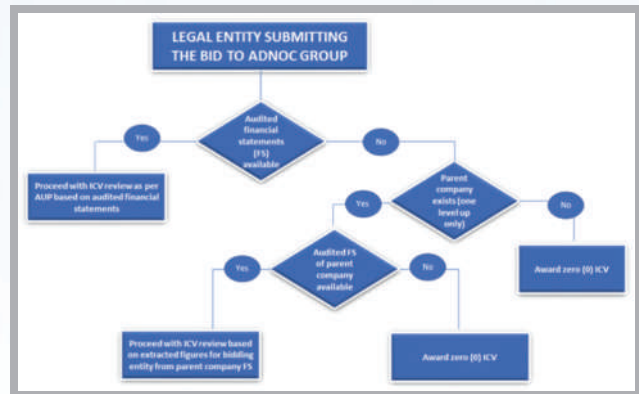 LEGAL ENTITY SUBMITTING
THE BID TO ADNOC GROUP
Audited
financial
statements
(FS)
available
Yes
No
Proceed with ICV review as per
AUP based on audited financial
statements
Parent
company
exists (one
level up
only)
Yes
No
Audited FS
of parent
company
available
Award zero (0) ICV
Yes
No
Proceed with ICV review based
on extracted figures for bidding
entity from parent company FS
Award zero (0) ICV